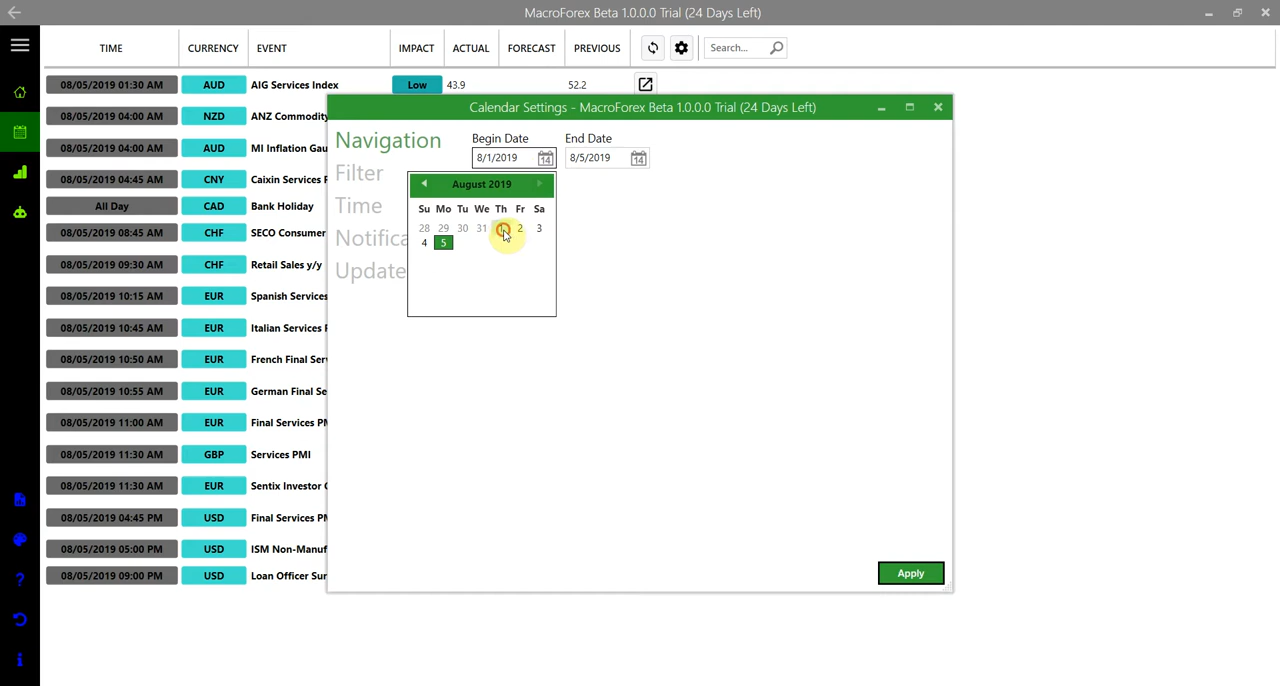 MacroForex Beta 1.0.0.0 Trial (24 Days Left)
TIME CURRENCY EVENT IMPACT ACTUAL FORECAST PREVIOUS Search...
08/05/2019 01:30 AM AUD AIG Services Index Low 43.9 52.2
Calendar Settings - MacroForex Beta 1.0.0.0 Trial (24 Days Left)
08/05/2019 04:00 AM NZD ANZ Commodity
08/05/2019 04:00 AM AUD MI Inflation Gau
08/05/2019 04:45 AM CNY Caixin Services
All Day CAD Bank Holiday
08/05/2019 08:45 AM CHF SECO Consumer
08/05/2019 09:30 AM CHF Retail Sales y/y
08/05/2019 10:15 AM EUR Spanish Services
08/05/2019 10:45 AM EUR Italian Services
08/05/2019 10:50 AM EUR French Final Ser
08/05/2019 10:55 AM EUR German Final Se
08/05/2019 11:00 AM EUR Final Services PM
08/05/2019 11:30 AM GBP Services PMI
08/05/2019 11:30 AM EUR Sentix Investor
08/05/2019 04:45 PM USD Final Services PM
08/05/2019 05:00 PM USD ISM Non-Manuf
08/05/2019 09:00 PM USD Loan Officer Sur
Navigation
Filter
Time
Notifica
Update
Begin Date End Date
8/1/2019 14 8/5/2019 14
August 2019
Su Mo Tu We Th Fr Sa
28 29 30 31 1 2 3
4 5
Apply